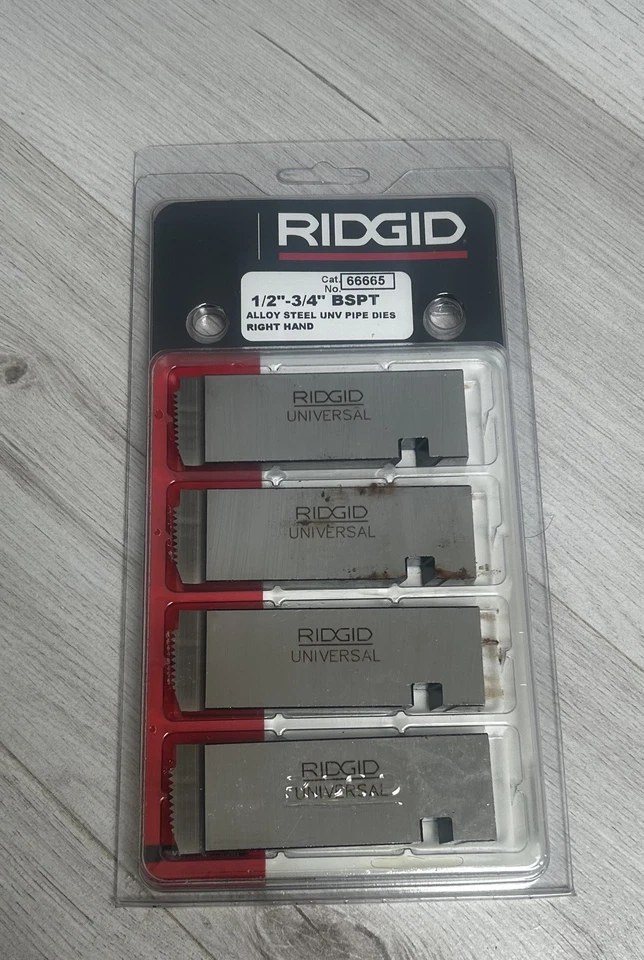 RIDGID
Cat. No. 66665
1/2"-3/4" BSPT
ALLOY STEEL UNV PIPE DIES
RIGHT HAND
RIDGID
UNIVERSAL
RIDGID
UNIVERSAL
RIDGID
UNIVERSAL
RIDGID
UNIVERSAL